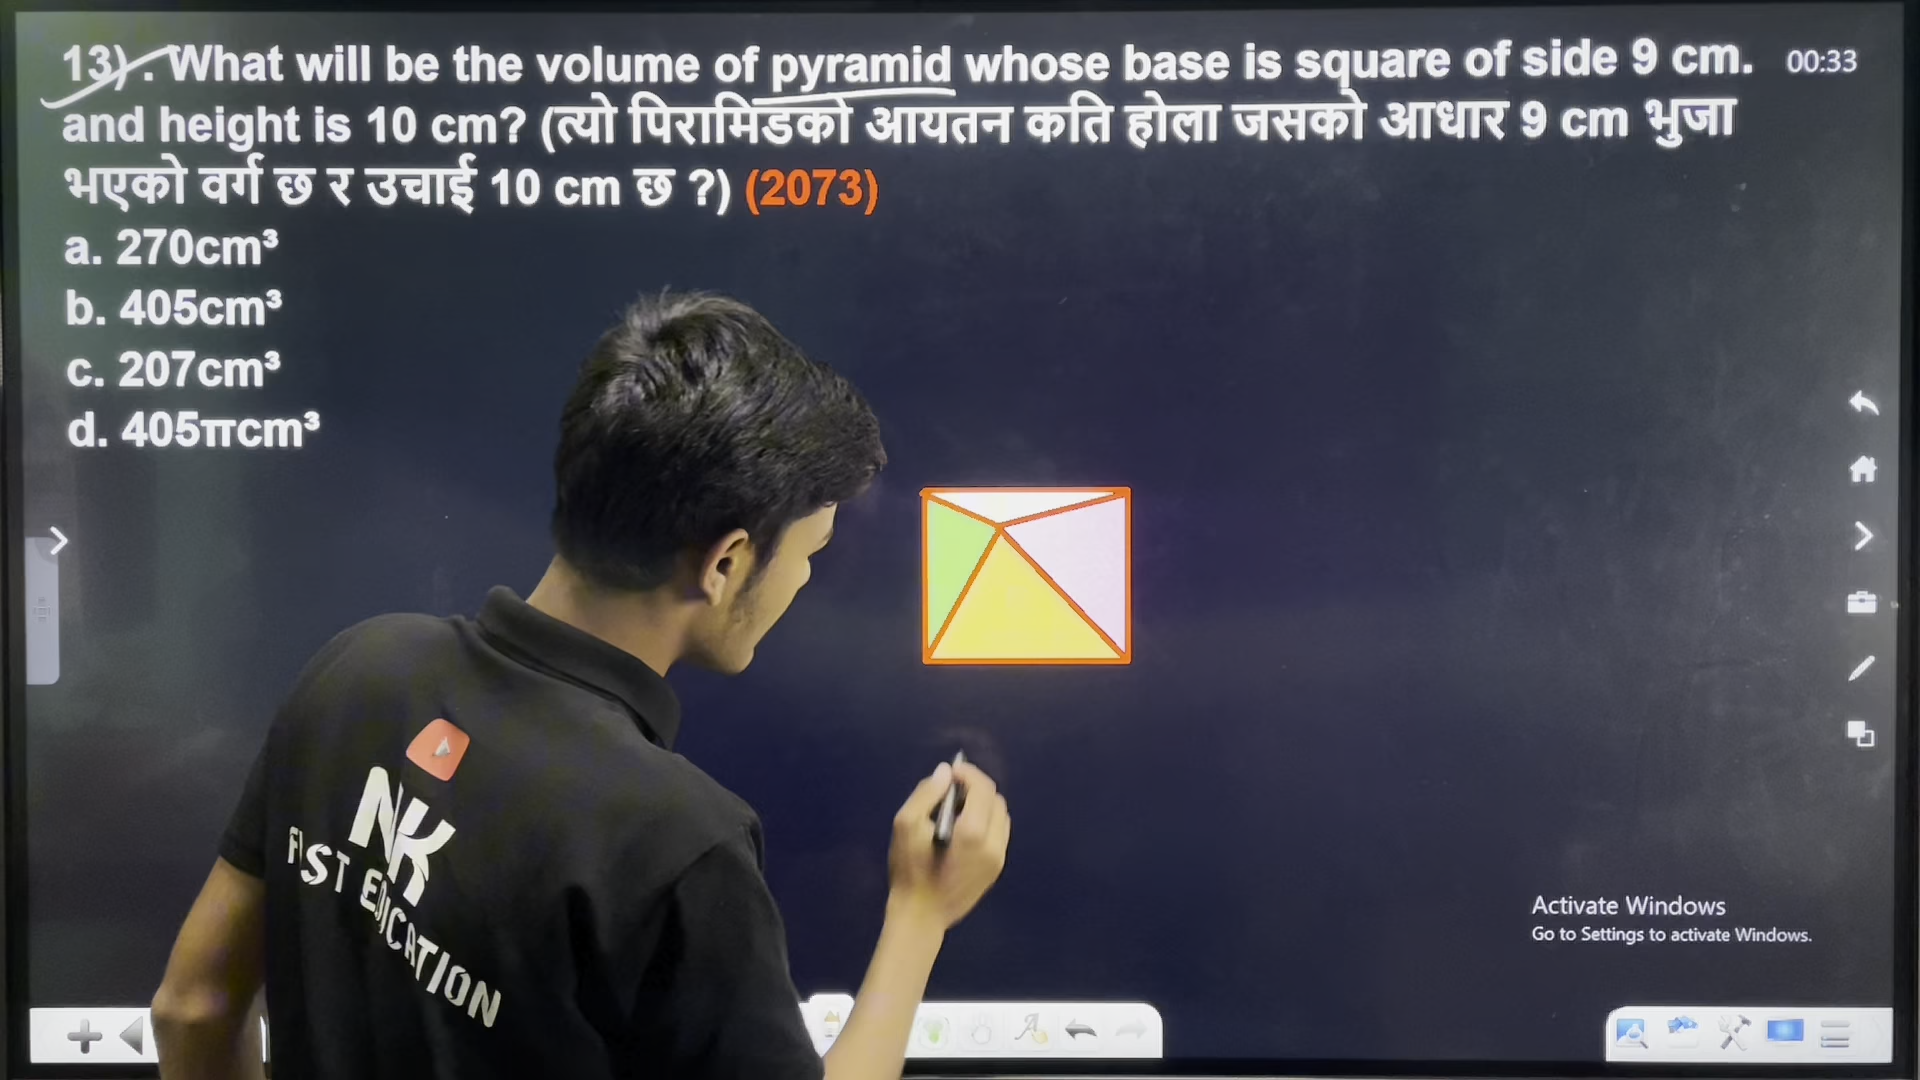 13). What will be the volume of pyramid whose base is square of side 9 cm. 00:33
and height is 10 cm? (त्यो पिरामिडको आयतन कति होला जसको आधार 9 cm भुजा
भएको वर्ग छ र उचाई 10 cm छ ?) (2073)
a. 270cm³
b. 405cm³
c. 207cm³
d. 405πcm³
NK
FIST EDUCATION
Activate Windows
Go to Settings to activate Windows.